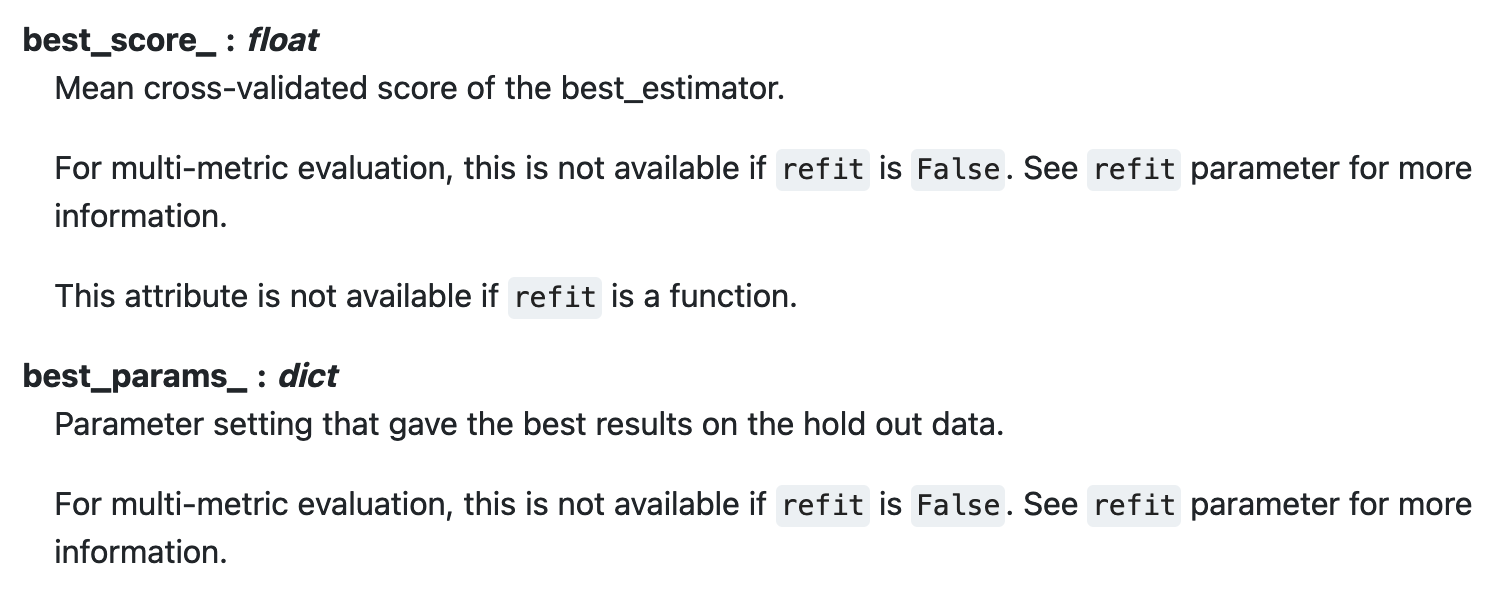 best_score_ : float
Mean cross-validated score of the best_estimator.
For multi-metric evaluation, this is not available if refit is False. See refit parameter for more
information.
This attribute is not available if refit is a function.
best_params_ : dict
Parameter setting that gave the best results on the hold out data.
For multi-metric evaluation, this is not available if refit is False. See refit parameter for more
information.